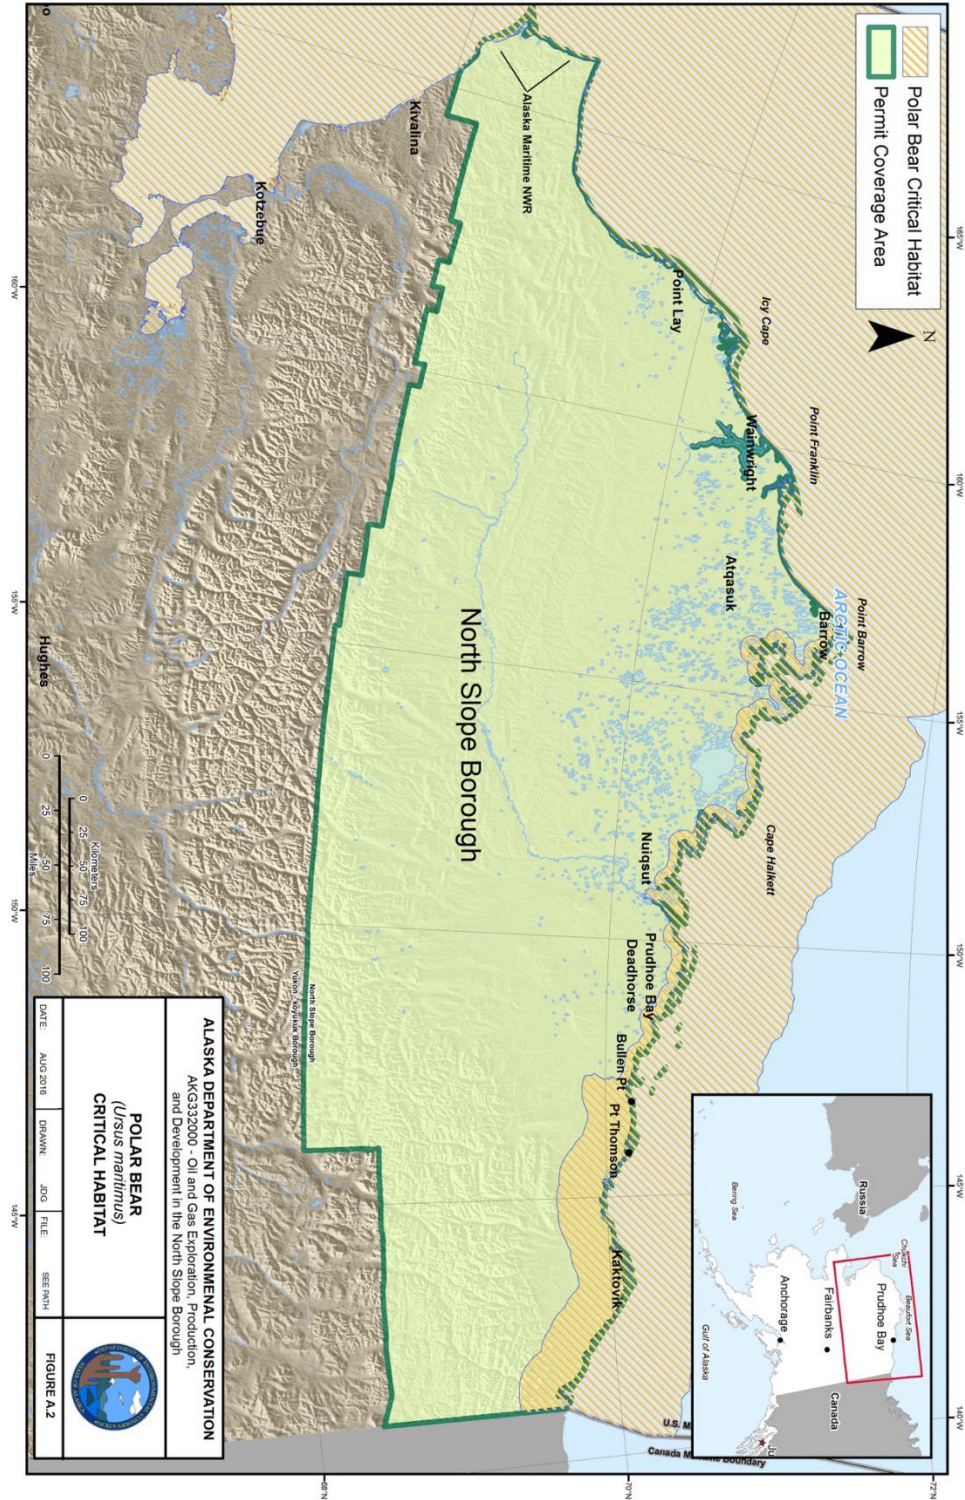 Polar Bear Critical Habitat
Permit Coverage Area
N
165°W
160°W
155°W
150°W
145°W
140°W
72°N
70°N
68°N
Icy Cape
Point Franklin
Point Barrow
ARCTIC OCEAN
Cape Halkett
Point Lay
Wainwright
Barrow
Atqasuk
Nuiqsut
Prudhoe Bay
Deadhorse
Bullen Pt
Pt Thomson
Kaktovik
Alaska Maritime NWR
North Slope Borough
Kivalina
Kotzebue
Hughes
North Slope Borough
Yukon - Koyukuk Borough
U.S.
Canada Boundary
Russia
Chukchi
Sea
Beaufort Sea
Prudhoe Bay
Fairbanks
Anchorage
Canada
Bering Sea
Gulf of Alaska
Ju
0 25 50 75 100
Kilometers
0 25 50 75 100
Miles
160°W
155°W
150°W
145°W
ALASKA DEPARTMENT OF ENVIRONMENAL CONSERVATION
AKG332000 - Oil and Gas Exploration, Production,
and Development in the North Slope Borough
POLAR BEAR
(Ursus maritimus)
CRITICAL HABITAT
DATE: AUG 2016 DRAWN: JDG FILE: SEE PATH
FIGURE A.2